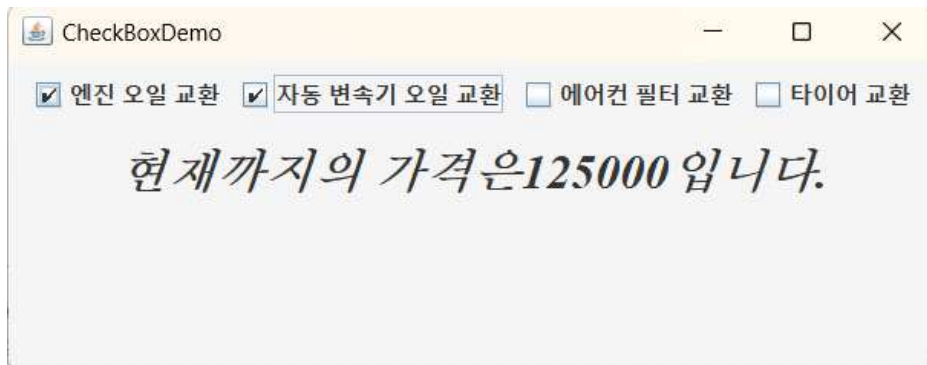 CheckBoxDemo
엔진 오일 교환 자동 변속기 오일 교환 에어컨 필터 교환 타이어 교환
현재까지의 가격은125000입니다.